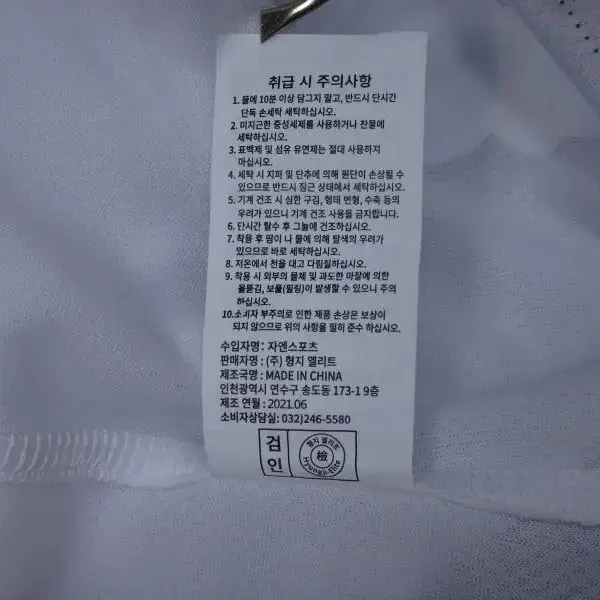 취급 시 주의사항
1. 물에 10분 이상 담그지 말고, 반드시 단시간
단독 손세탁 세탁하십시오.
2. 미지근한 중성세제를 사용하거나 찬물에
세탁하십시오.
3. 표백제 및 섬유 유연제는 절대 사용하지
마십시오.
4. 세탁 시 지퍼 및 단추에 의해 원단이 손상될 수
있으므로 반드시 잠근 상태에서 세탁하십시오.
5. 기계 건조 시 심한 구김, 형태 변형, 수축 등의
우려가 있으니 기계 건조 사용을 금지합니다.
6. 단시간 탈수 후 그늘에 건조하십시오.
7. 착용 후 땀이 나 물에 의해 탈색의 우려가
있으므로 바로 세탁하십시오.
8. 저온에서 천을 대고 다림질하십시오.
9. 착용 시 외부의 물체 및 과도한 마찰에 의한
올뜯김, 보풀(필링)이 발생할 수 있으니 주의
하십시오.
10.소비자 부주의로 인한 제품 손상은 보상이
되지 않으므로 위의 사항을 필히 준수 하십시오.
수입자명: 자엔스포츠
판매자명 : (주) 형지 엘리트
제조국명 : MADE IN CHINA
인천광역시 연수구 송도동 173-1 9층
제조 연월 : 2021.06
소비자상담실: 032)246-5580
검인
형지 엘리트
檢
Hyungji-Elite